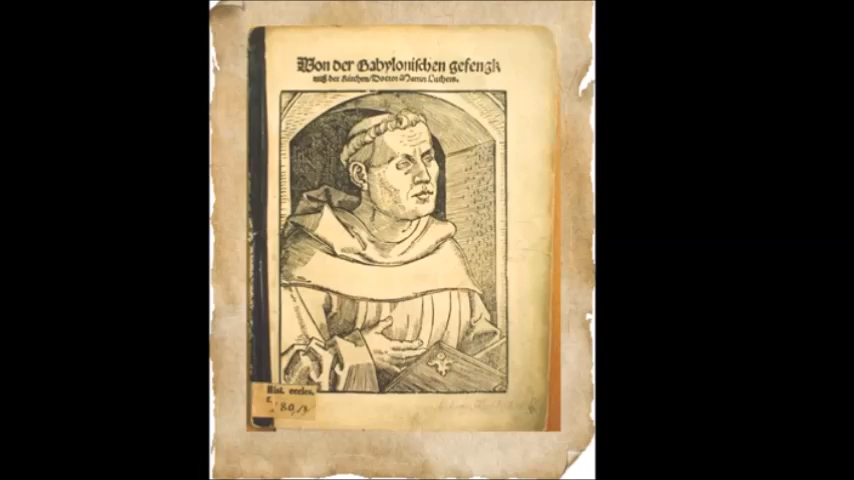 Von der Babylonischen gefengk
nuß der Kirchen/Doctor Martin Luthers.
Hist. eccles.